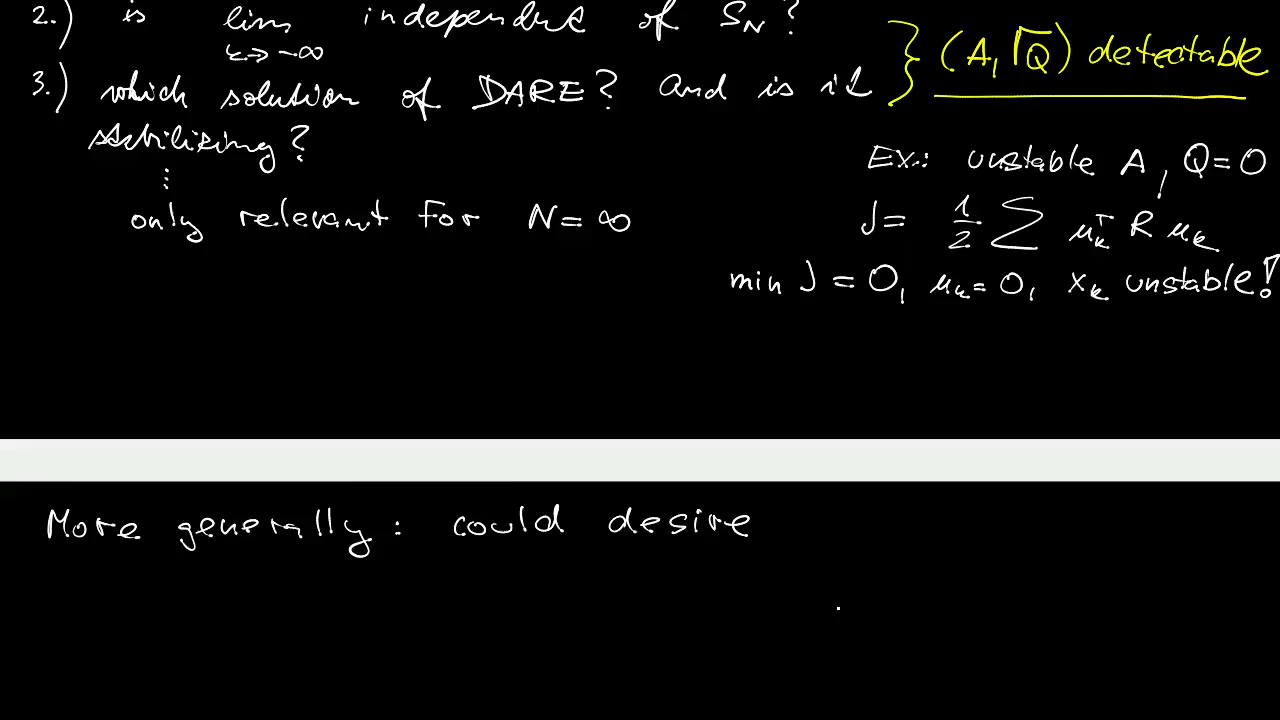 2.) is lim independent of S_N?
k→-∞
3.) which solution of DARE? And is it
stabilizing?
⋮
only relevant for N=∞
} (A, √Q) detectable
Ex.: unstable A, Q=0
J= 1/2 ∑ u_k^T R u_k
min J = 0, u_k=0, x_k unstable!
More generally: could desire